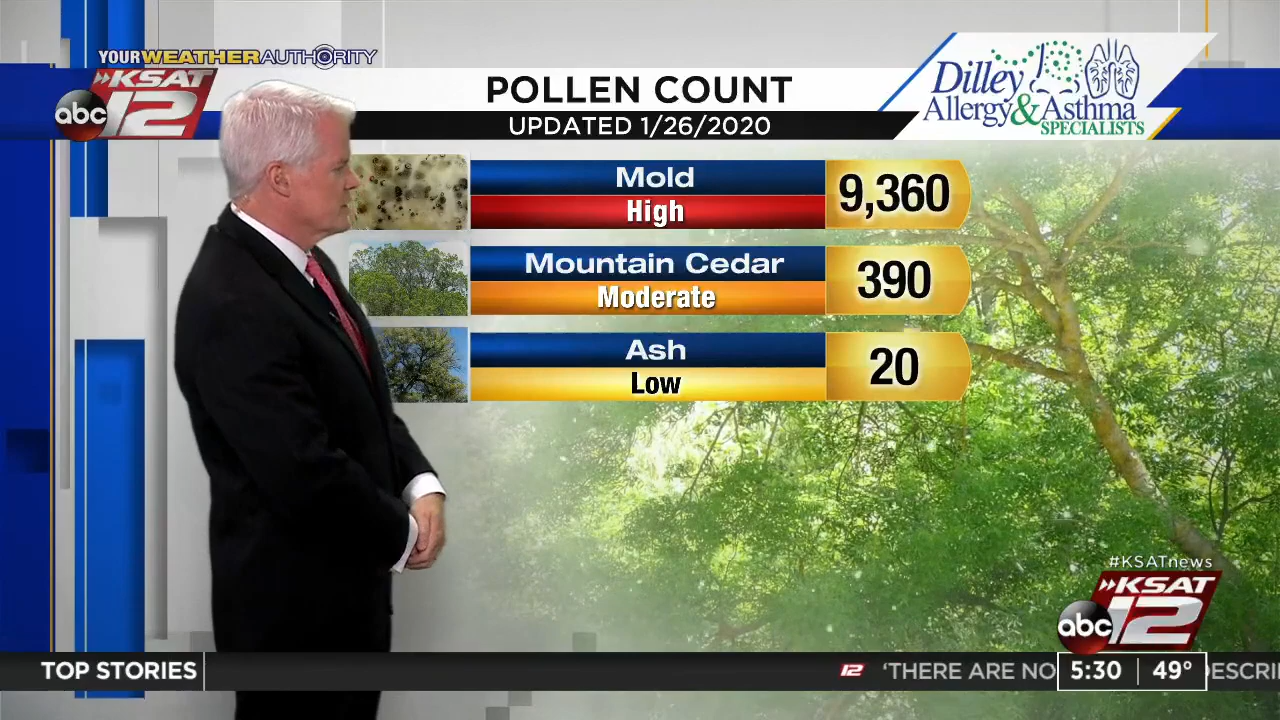 YOUR WEATHER AUTHORITY
KSAT
abc 12
POLLEN COUNT
UPDATED 1/26/2020
Dilley
Allergy & Asthma
SPECIALISTS
Mold
High
9,360
Mountain Cedar
Moderate
390
Ash
Low
20
#KSATnews
KSAT
abc 12
TOP STORIES
12 'THERE ARE NO
5:30 49°